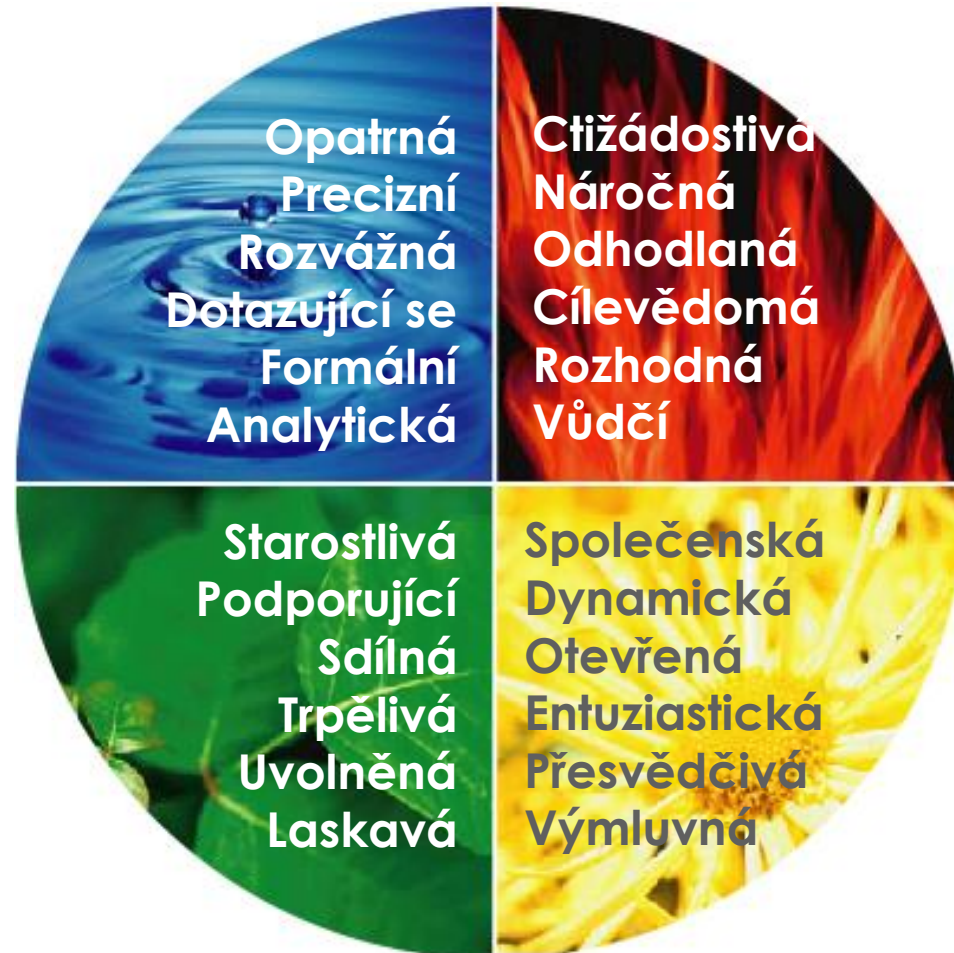 Opatrná
Precizní
Rozvážná
Dotazující se
Formální
Analytická
Ctižádostivá
Náročná
Odhodlaná
Cílevědomá
Rozhodná
Vůdčí
Starostlivá
Podporující
Sdílná
Trpělivá
Uvolněná
Laskavá
Společenská
Dynamická
Otevřená
Entuziastická
Přesvědčivá
Výmluvná